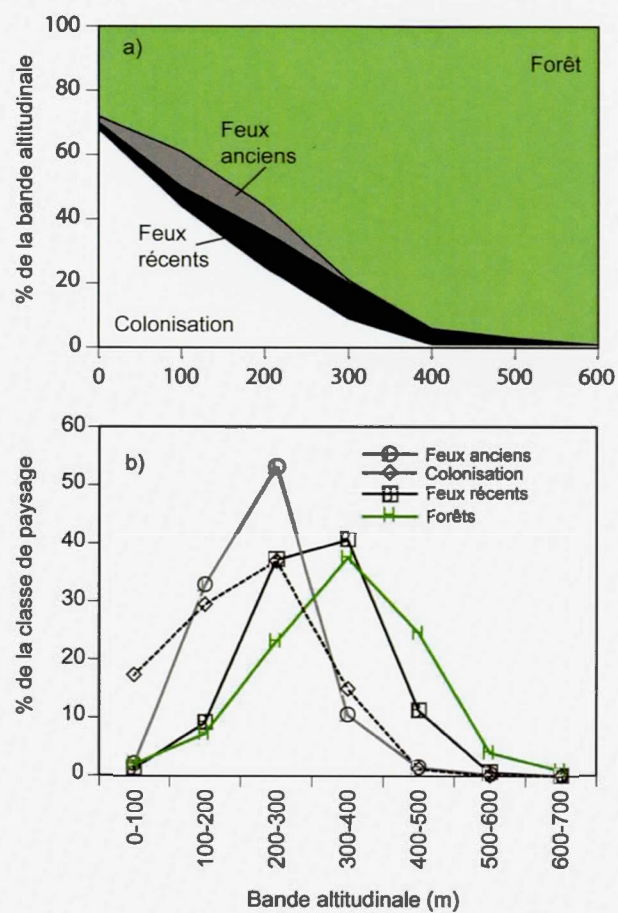 % de la bande altitudinale
100
80
60
40
20
0
a)
Forêt
Feux
anciens
Feux
récents
Colonisation
0 100 200 300 400 500 600
% de la classe de paysage
60
50
40
30
20
10
0
b)
Feux anciens
Colonisation
Feux récents
Forêts
0-100 100-200 200-300 300-400 400-500 500-600 600-700
Bande altitudinale (m)